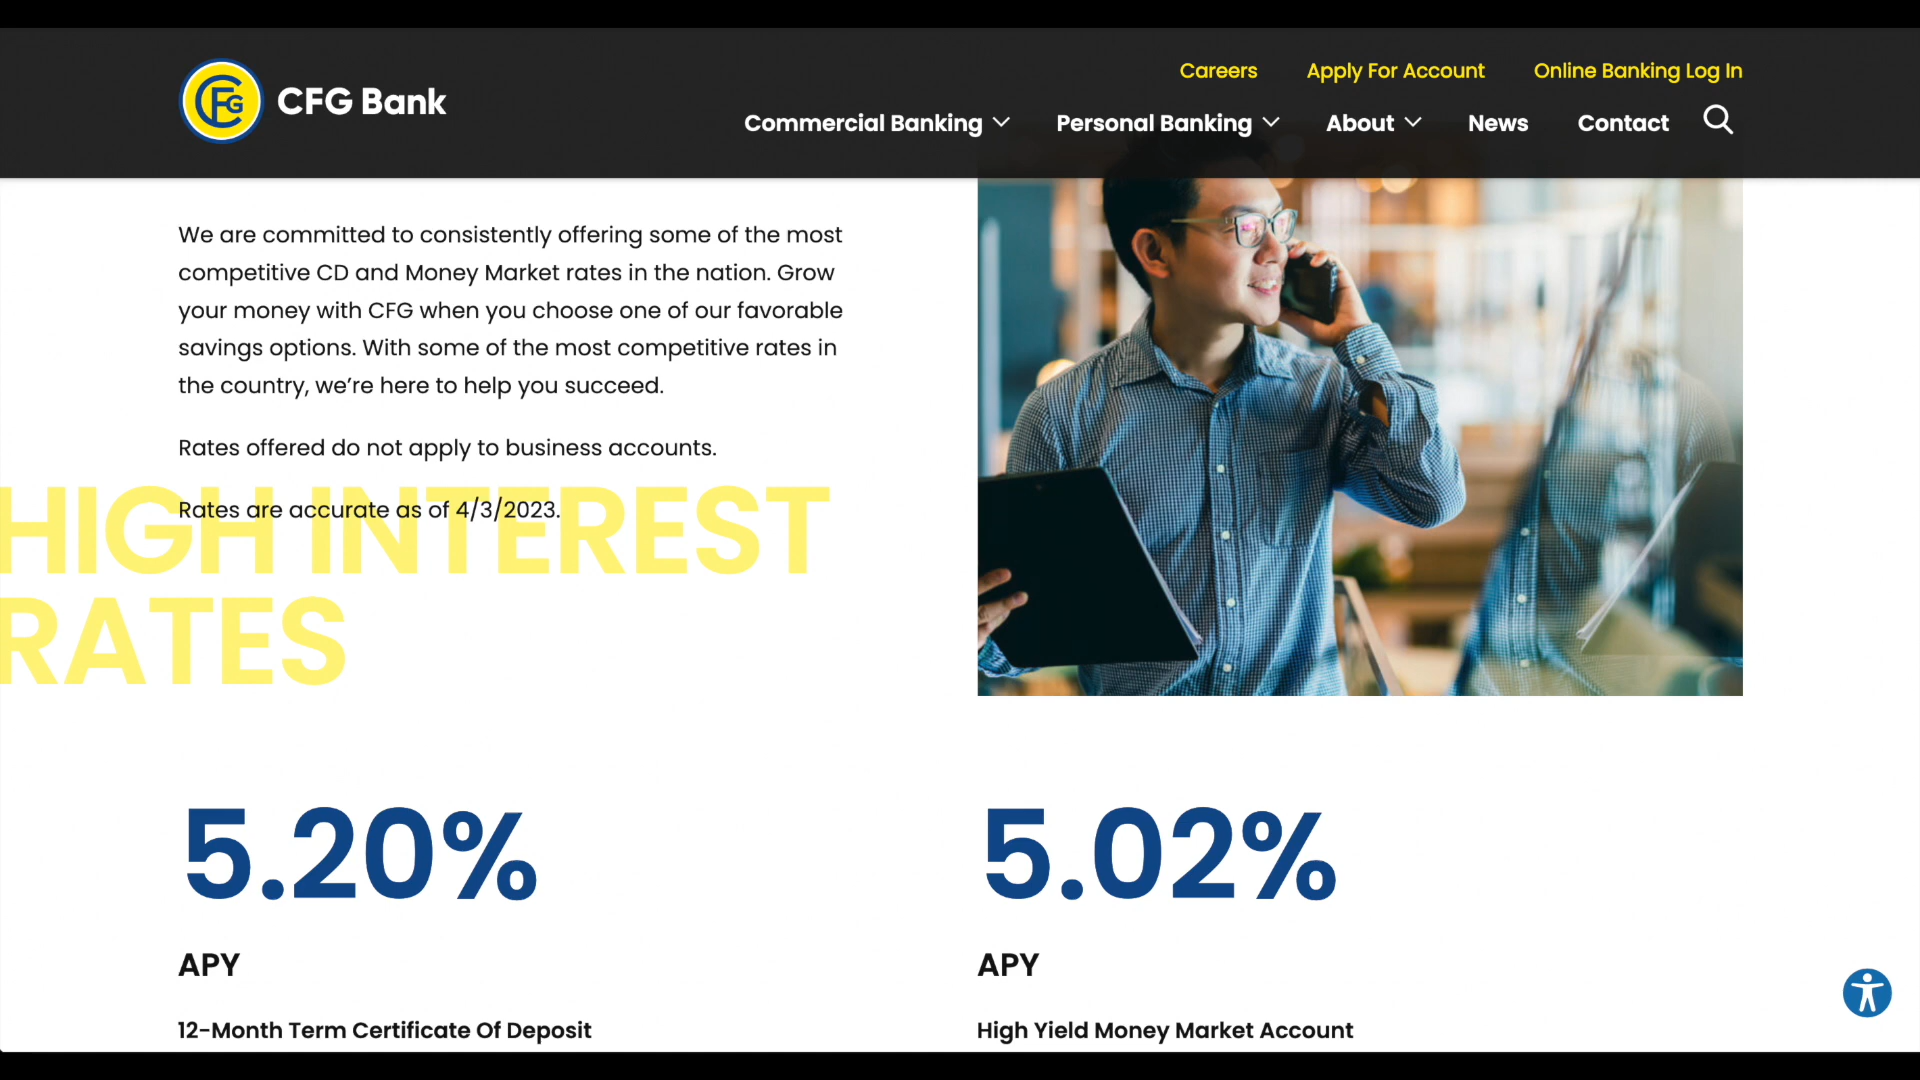 CFG
CFG Bank
Careers
Apply For Account
Online Banking Log In
Commercial Banking
Personal Banking
About
News
Contact
We are committed to consistently offering some of the most
competitive CD and Money Market rates in the nation. Grow
your money with CFG when you choose one of our favorable
savings options. With some of the most competitive rates in
the country, we’re here to help you succeed.
Rates offered do not apply to business accounts.
Rates are accurate as of 4/3/2023.
HIGH INTEREST
RATES
5.20%
APY
12-Month Term Certificate Of Deposit
5.02%
APY
High Yield Money Market Account